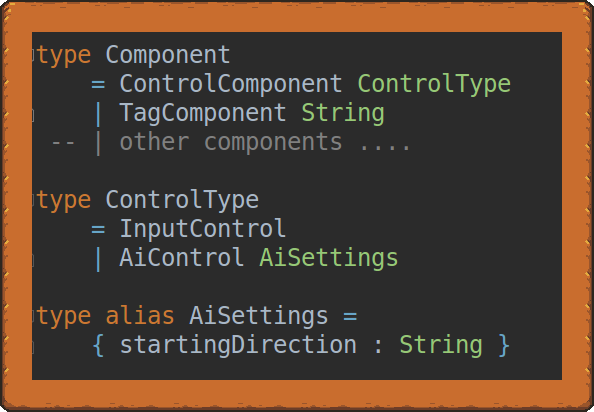 type Component
= ControlComponent ControlType
| TagComponent String
-- | other components ....
type ControlType
= InputControl
| AiControl AiSettings
type alias AiSettings =
{ startingDirection : String }